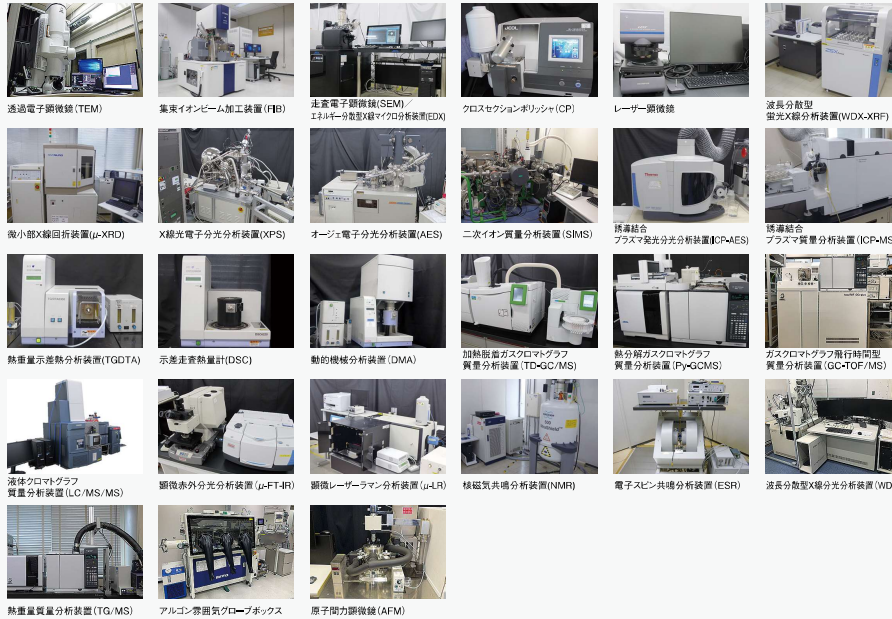 透過電子顕微鏡(TEM)
集束イオンビーム加工装置(FIB)
走査電子顕微鏡(SEM)／
エネルギー分散型X線マイクロ分析装置(EDX)
クロスセクションポリッシャ(CP)
レーザー顕微鏡
波長分散型
蛍光X線分析装置(WDX-XRF)
微小部X線回折装置(μ-XRD)
X線光電子分光分析装置(XPS)
オージェ電子分光分析装置(AES)
二次イオン質量分析装置(SIMS)
誘導結合
プラズマ発光分光分析装置(ICP-AES)
誘導結合
プラズマ質量分析装置(ICP-MS
熱重量示差熱分析装置(TGDTA)
示差走査熱量計(DSC)
動的機械分析装置(DMA)
加熱脱着ガスクロマトグラフ
質量分析装置(TD-GC/MS)
熱分解ガスクロマトグラフ
質量分析装置(Py-GCMS)
ガスクロマトグラフ飛行時間型
質量分析装置(GC-TOF/MS)
液体クロマトグラフ
質量分析装置(LC/MS/MS)
顕微赤外分光分析装置(μ-FT-IR)
顕微レーザーラマン分析装置(μ-LR)
核磁気共鳴分析装置(NMR)
電子スピン共鳴分析装置(ESR)
波長分散型X線分光分析装置(WD
熱重量質量分析装置(TG/MS)
アルゴン雰囲気グローブボックス
原子間力顕微鏡(AFM)